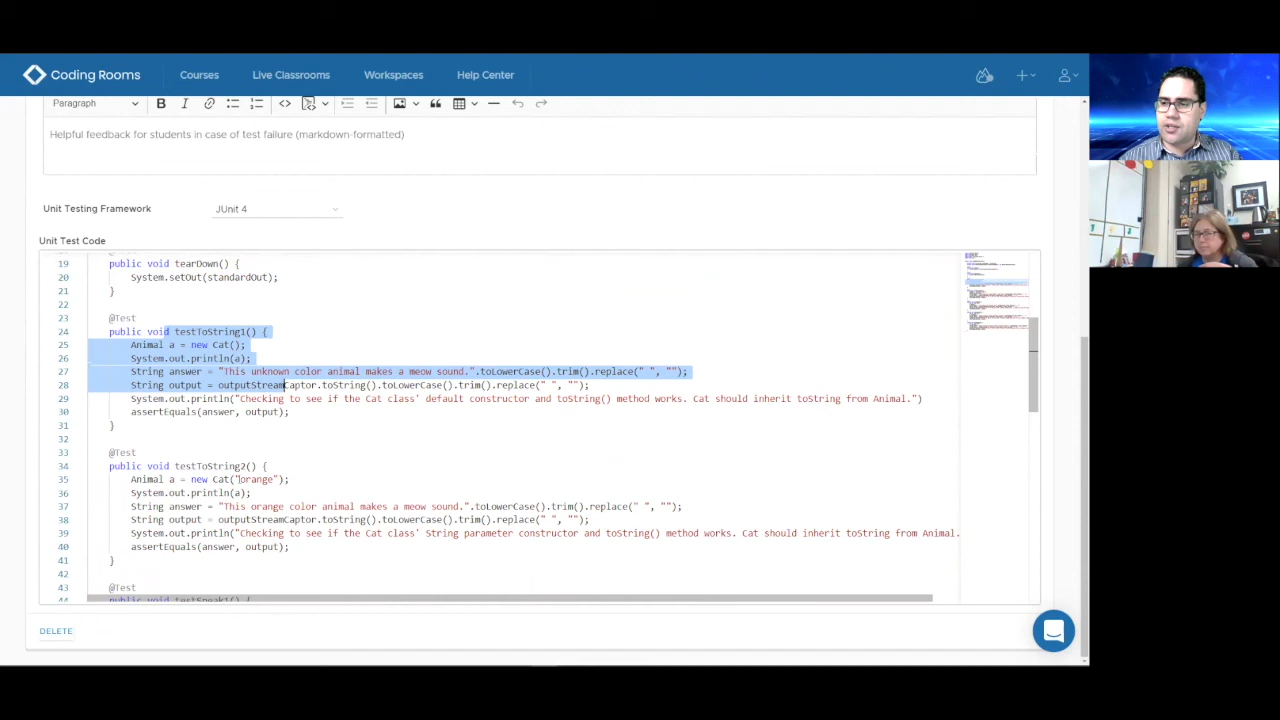 Coding Rooms
Courses
Live Classrooms
Workspaces
Help Center
Paragraph
Helpful feedback for students in case of test failure (markdown-formatted)
Unit Testing Framework
JUnit 4
Unit Test Code
19 public void tearDown() {
20 System.setOut(standardOut);
21 }
22
23 @Test
24 public void testToString1() {
25 Animal a = new Cat();
26 System.out.println(a);
27 String answer = "This unknown color animal makes a meow sound.".toLowerCase().trim().replace(" ", "");
28 String output = outputStreamCaptor.toString().toLowerCase().trim().replace(" ", "");
29 System.out.println("Checking to see if the Cat class' default constructor and toString() method works. Cat should inherit toString from Animal.")
30 assertEquals(answer, output);
31 }
32
33 @Test
34 public void testToString2() {
35 Animal a = new Cat("orange");
36 System.out.println(a);
37 String answer = "This orange color animal makes a meow sound.".toLowerCase().trim().replace(" ", "");
38 String output = outputStreamCaptor.toString().toLowerCase().trim().replace(" ", "");
39 System.out.println("Checking to see if the Cat class' String parameter constructor and toString() method works. Cat should inherit toString from Animal.
40 assertEquals(answer, output);
41 }
42
43 @Test
44 public void testSpeak1() {
DELETE